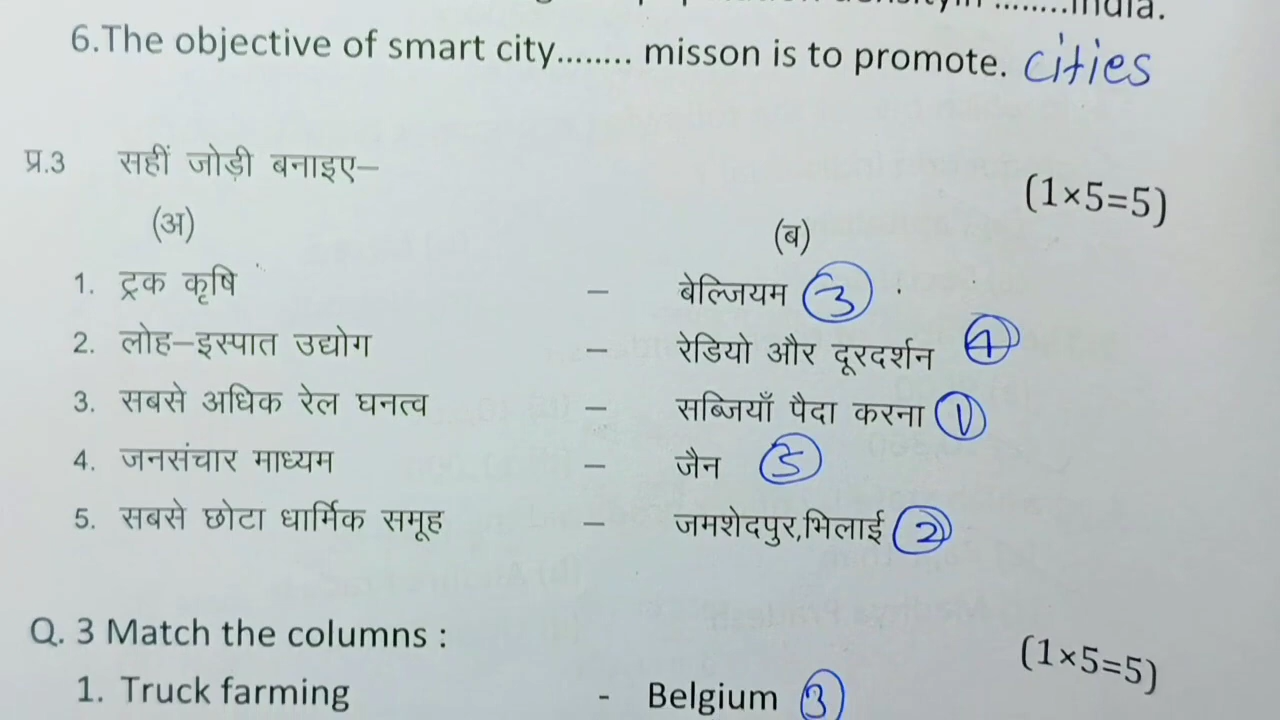 density in ........India.
6.The objective of smart city........ misson is to promote. cities
प्र.3 सहीं जोड़ी बनाइए–
(1×5=5)
(अ) (ब)
1. ट्रक कृषि – बेल्जियम 3
2. लोह–इस्पात उद्योग – रेडियो और दूरदर्शन 4
3. सबसे अधिक रेल घनत्व – सब्जियाँ पैदा करना 1
4. जनसंचार माध्यम – जैन 5
5. सबसे छोटा धार्मिक समूह – जमशेदपुर,भिलाई 2
Q. 3 Match the columns :
(1×5=5)
1. Truck farming - Belgium 3